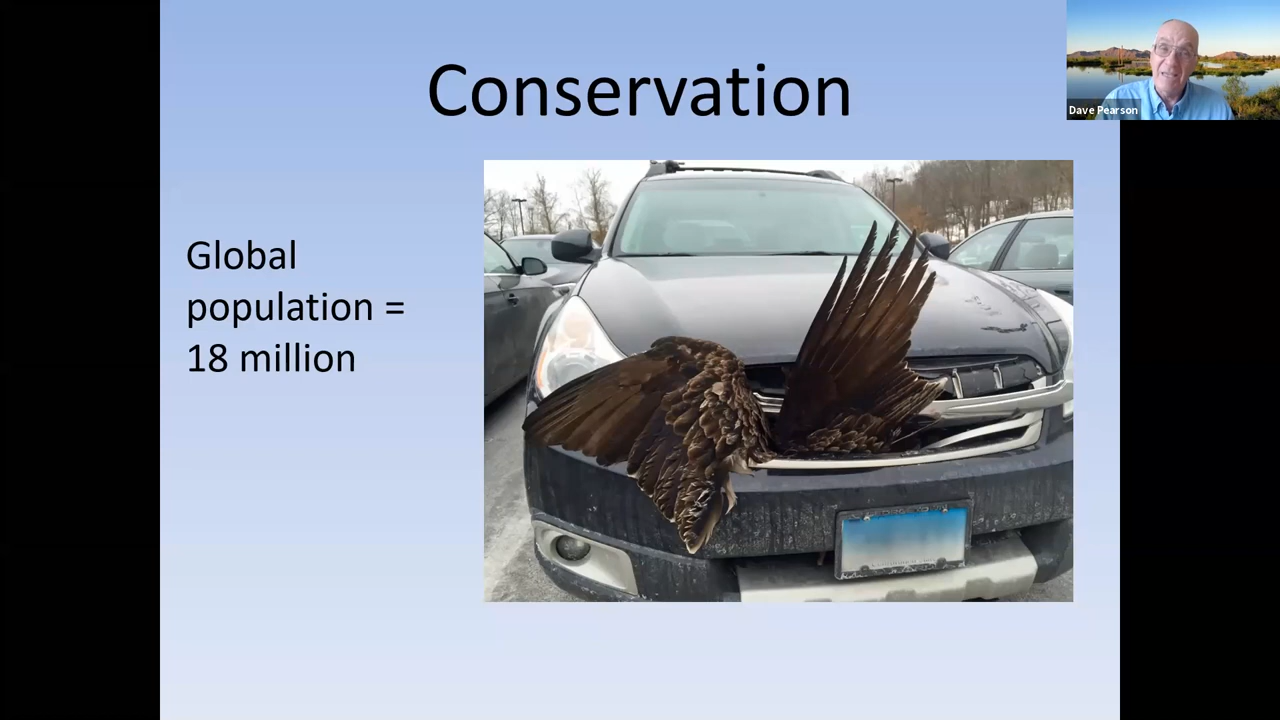 Conservation
Dave Pearson
Global
population =
18 million